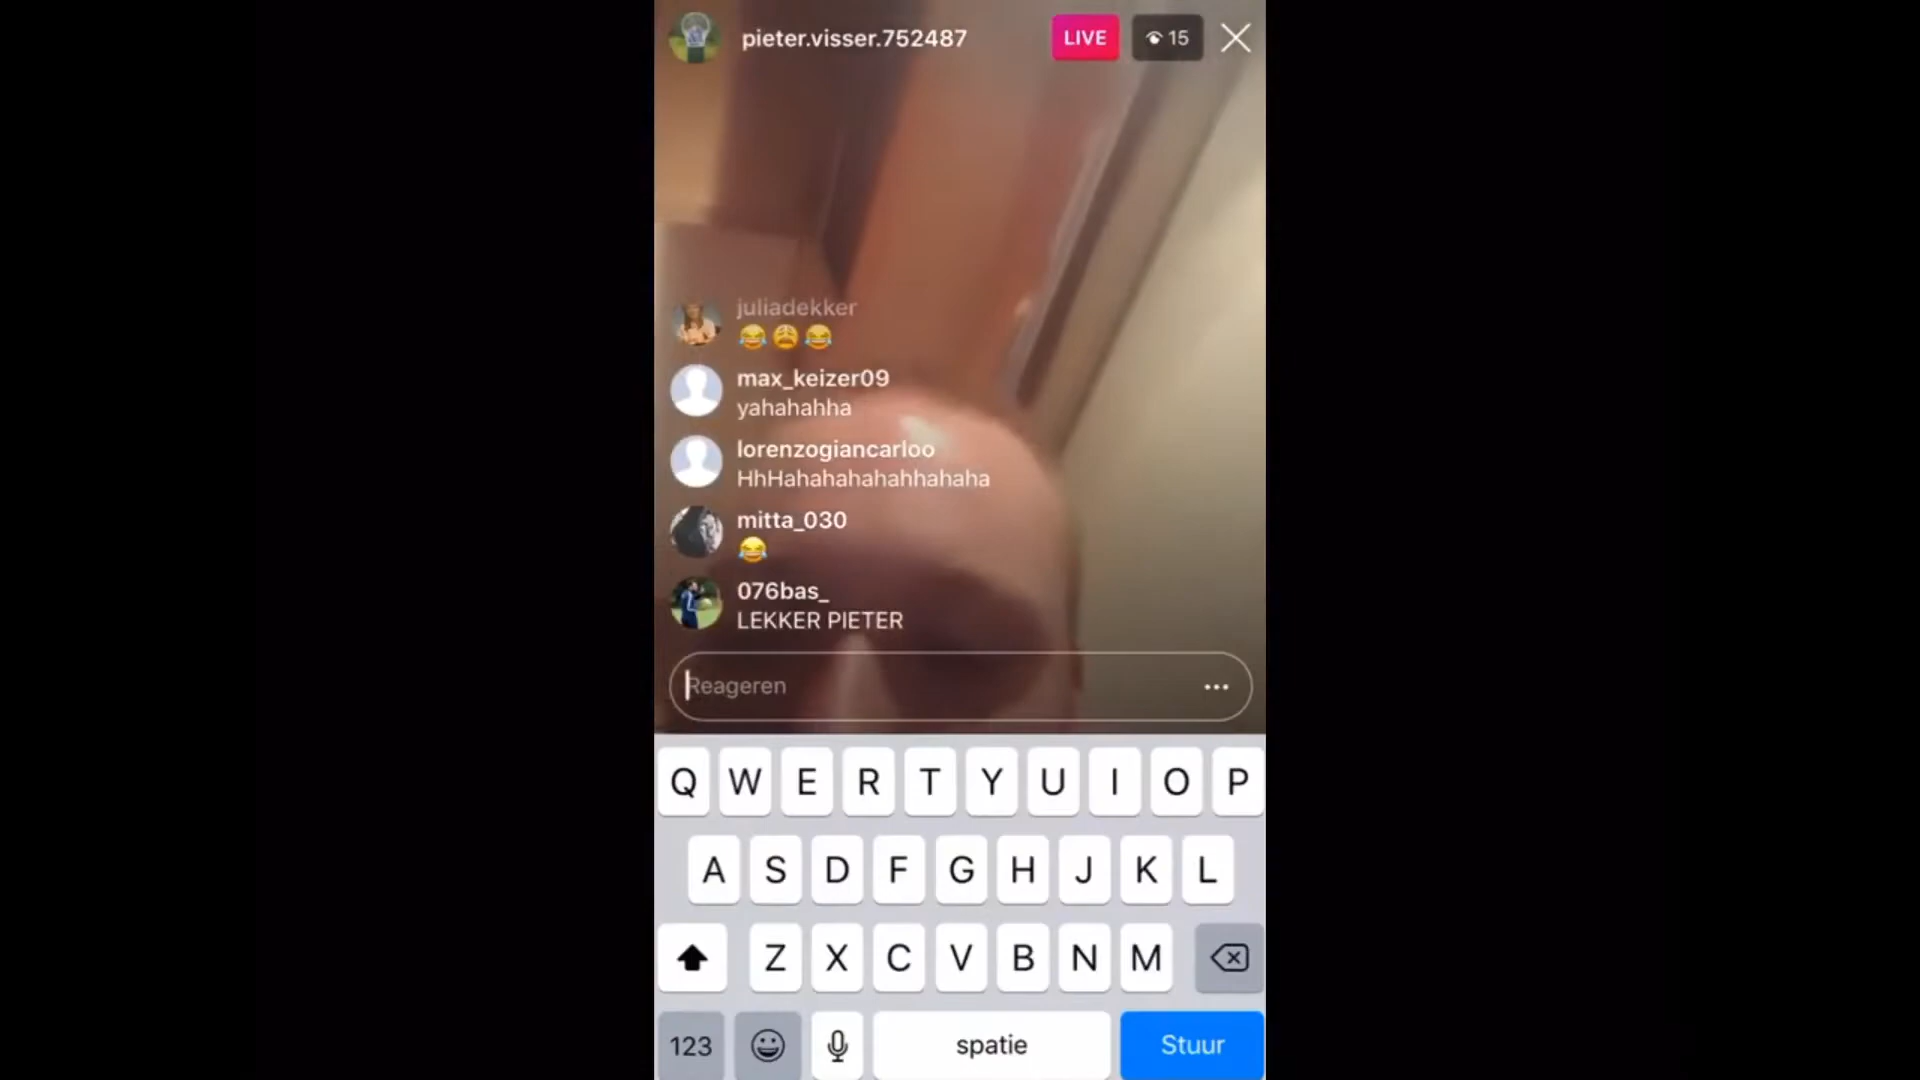 pieter.visser.752487
LIVE
15
juliadekker
😂😩😂
max_keizer09
yahahahha
lorenzogiancarloo
HhHahahahahahhahaha
mitta_030
😂
076bas_
LEKKER PIETER
Reageren
Q W E R T Y U I O P
A S D F G H J K L
Z X C V B N M
123
spatie
Stuur